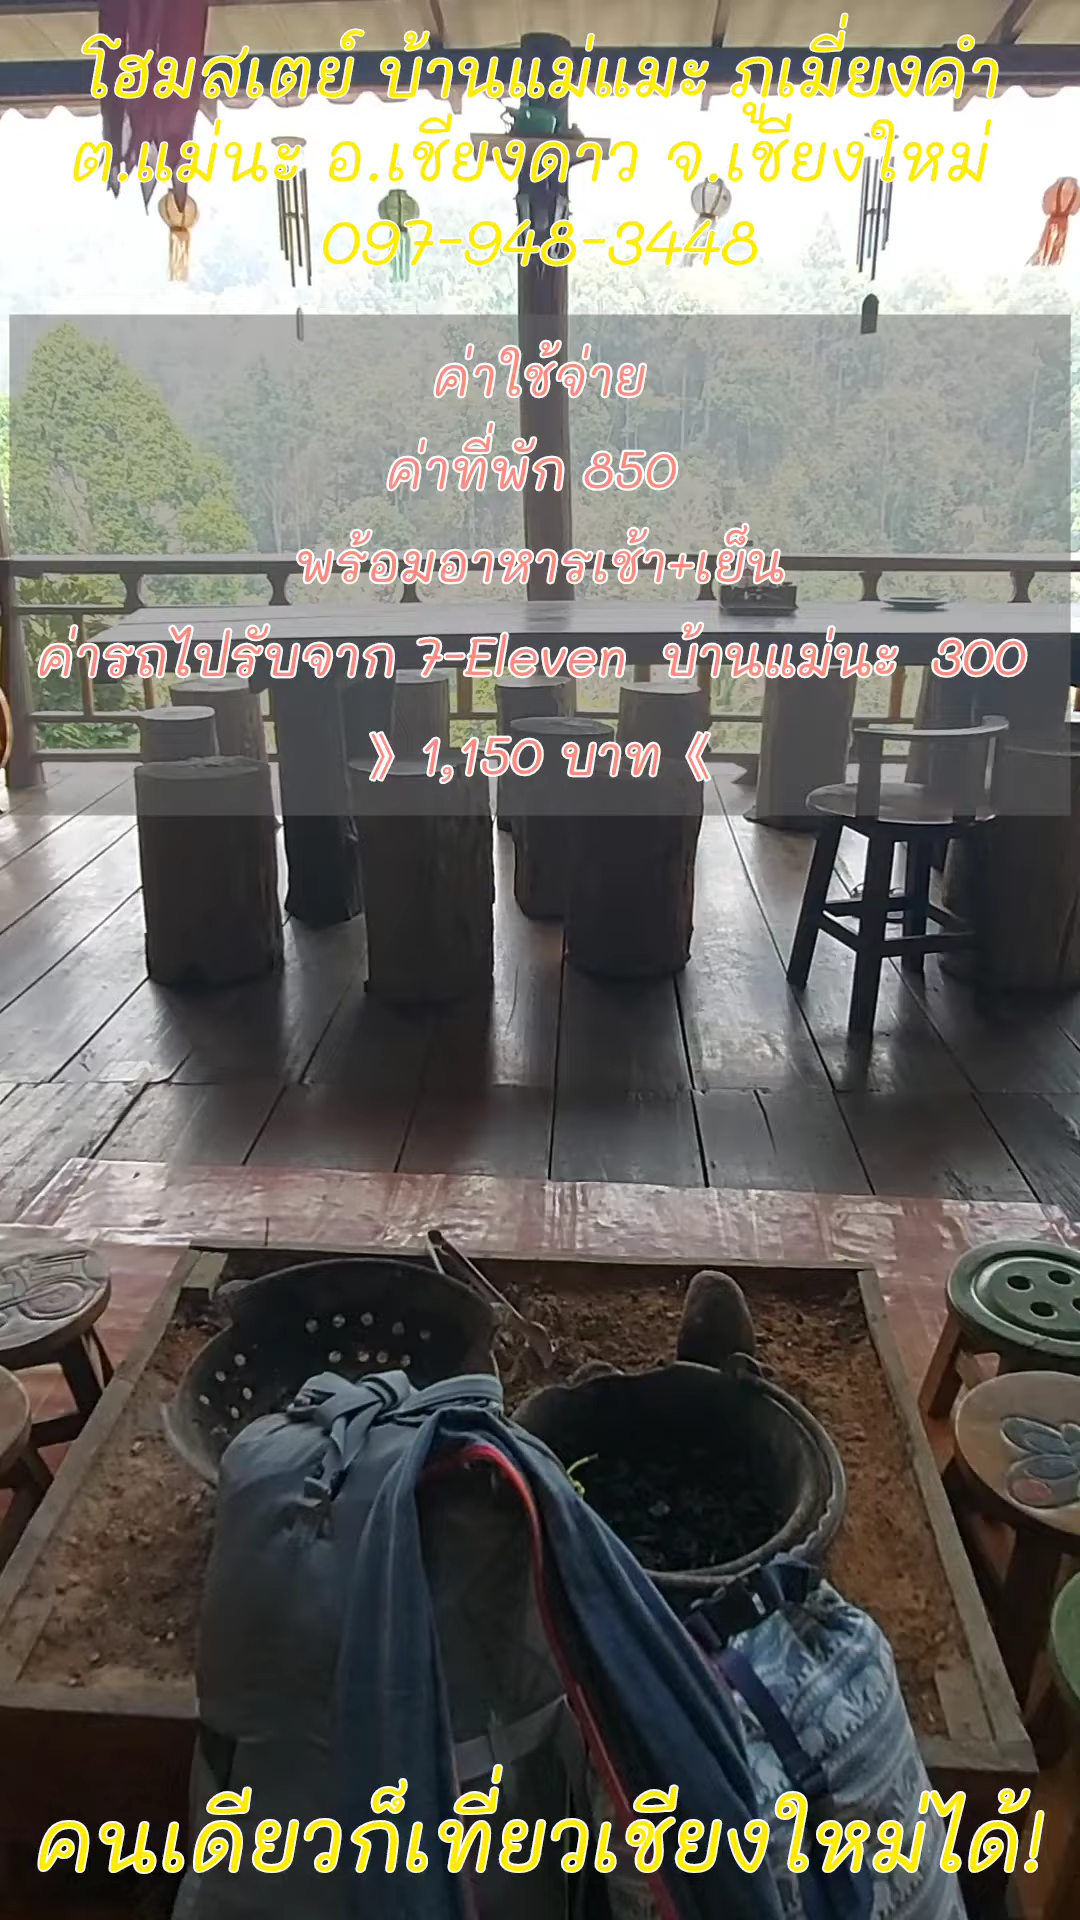 โฮมสเตย์ บ้านแม่แมะ ภูเมี่ยงคำ
ต.แม่นะ อ.เชียงดาว จ.เชียงใหม่
097-948-3448
ค่าใช้จ่าย
ค่าที่พัก 850
พร้อมอาหารเช้า+เย็น
ค่ารถไปรับจาก 7-Eleven บ้านแม่นะ 300
》1,150 บาท《
คนเดียวก็เที่ยวเชียงใหม่ได้!